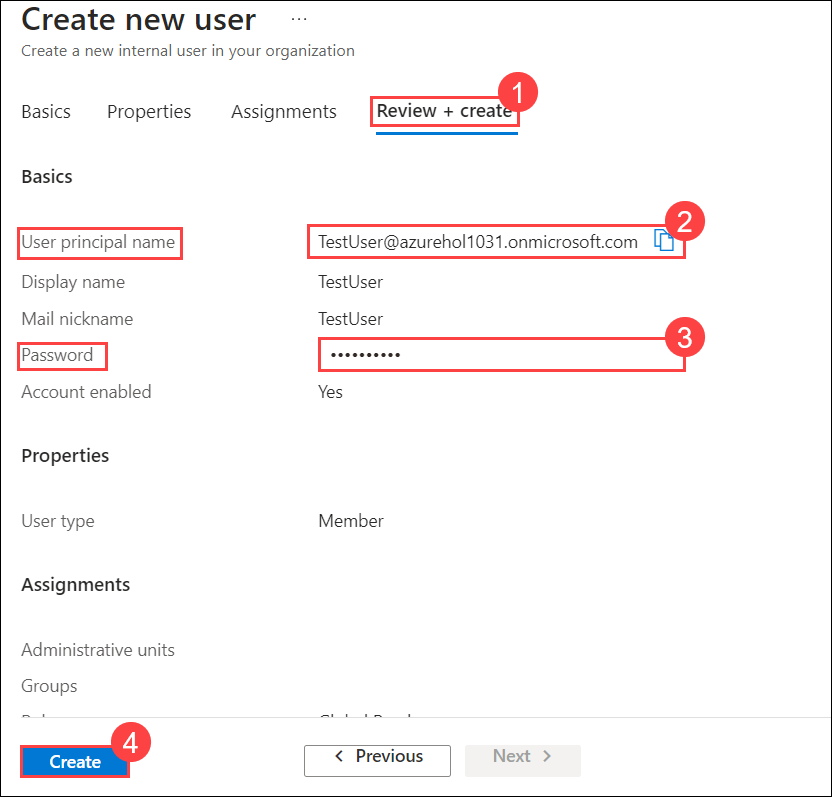 Create new user ...
Create a new internal user in your organization
Basics Properties Assignments Review + create 1
Basics
User principal name TestUser@azurehol1031.onmicrosoft.com 2
Display name TestUser
Mail nickname TestUser
Password •••••••••• 3
Account enabled Yes
Properties
User type Member
Assignments
Administrative units
Groups
Create 4 < Previous Next >